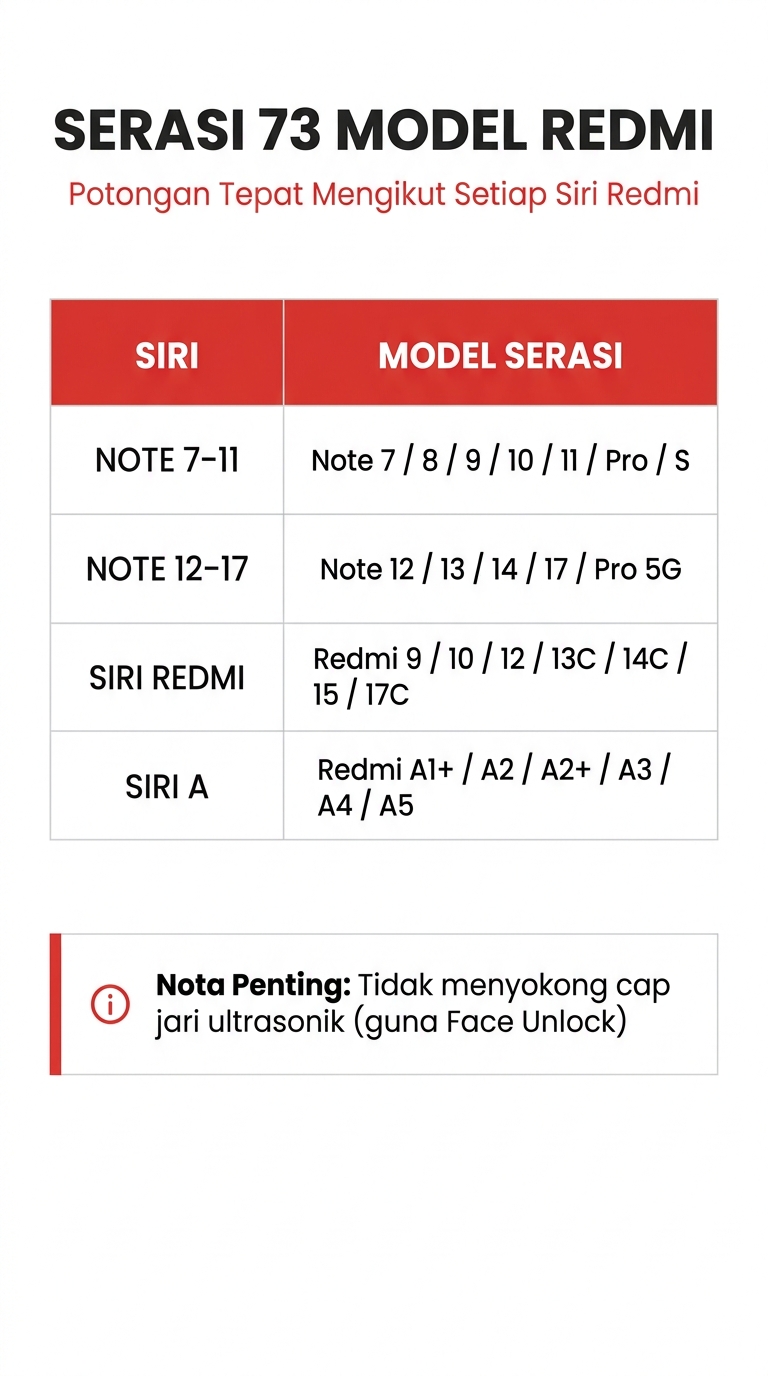 SERASI 73 MODEL REDMI
Potongan Tepat Mengikut Setiap Siri Redmi
SIRI
MODEL SERASI
NOTE 7–11
Note 7 / 8 / 9 / 10 / 11 / Pro / S
NOTE 12–17
Note 12 / 13 / 14 / 17 / Pro 5G
SIRI REDMI
Redmi 9 / 10 / 12 / 13C / 14C /
15 / 17C
SIRI A
Redmi A1+ / A2 / A2+ / A3 /
A4 / A5
Nota Penting: Tidak menyokong cap
jari ultrasonik (guna Face Unlock)